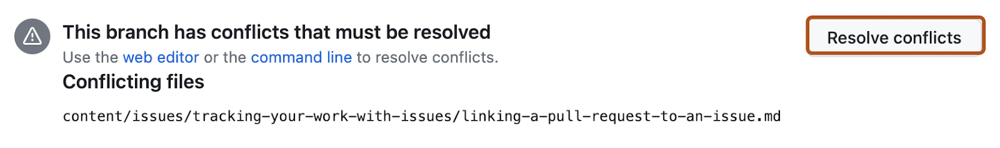 This branch has conflicts that must be resolved
Resolve conflicts
Use the web editor or the command line to resolve conflicts.
Conflicting files
content/issues/tracking-your-work-with-issues/linking-a-pull-request-to-an-issue.md